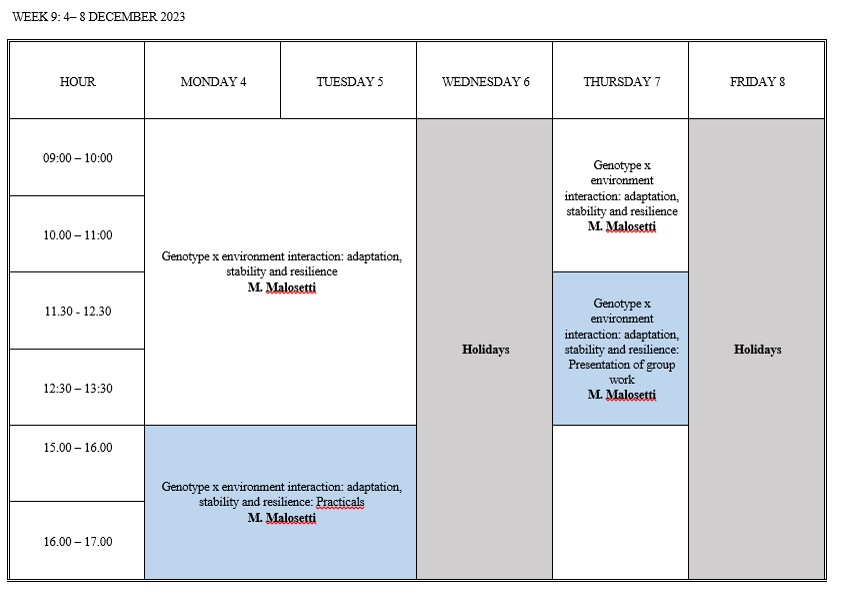 WEEK 9: 4– 8 DECEMBER 2023
HOUR
MONDAY 4
TUESDAY 5
WEDNESDAY 6
THURSDAY 7
FRIDAY 8
09:00 – 10:00
10.00 – 11:00
11.30 - 12.30
12:30 – 13:30
15.00 – 16.00
16.00 – 17.00
Genotype x environment interaction: adaptation,
stability and resilience
M. Malosetti
Genotype x environment interaction: adaptation,
stability and resilience: Practicals
M. Malosetti
Holidays
Genotype x
environment
interaction: adaptation,
stability and resilience
M. Malosetti
Genotype x
environment
interaction: adaptation,
stability and resilience:
Presentation of group
work
M. Malosetti
Holidays